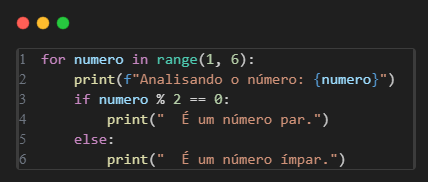 1 for numero in range(1, 6):
2     print(f"Analisando o número: {numero}")
3     if numero % 2 == 0:
4         print("  É um número par.")
5     else:
6         print("  É um número ímpar.")